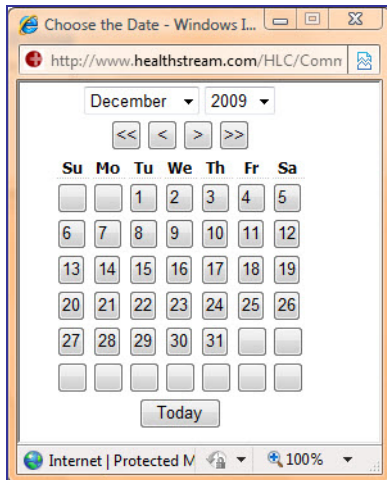 Choose the Date - Windows I...
http://www.healthstream.com/HLC/Comm
December 2009
<< < > >>
Su Mo Tu We Th Fr Sa
1 2 3 4 5
6 7 8 9 10 11 12
13 14 15 16 17 18 19
20 21 22 23 24 25 26
27 28 29 30 31
Today
Internet | Protected M 100%